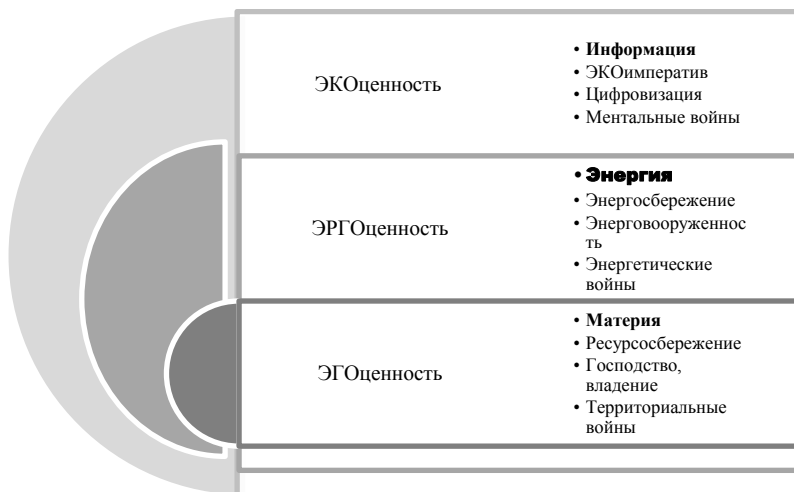 ЭКОценность
• Информация
• ЭКОимператив
• Цифровизация
• Ментальные войны
ЭРГОценность
• Энергия
• Энергосбережение
• Энерговооруженнос
ть
• Энергетические
войны
ЭГОценность
• Материя
• Ресурсосбережение
• Господство,
владение
• Территориальные
войны